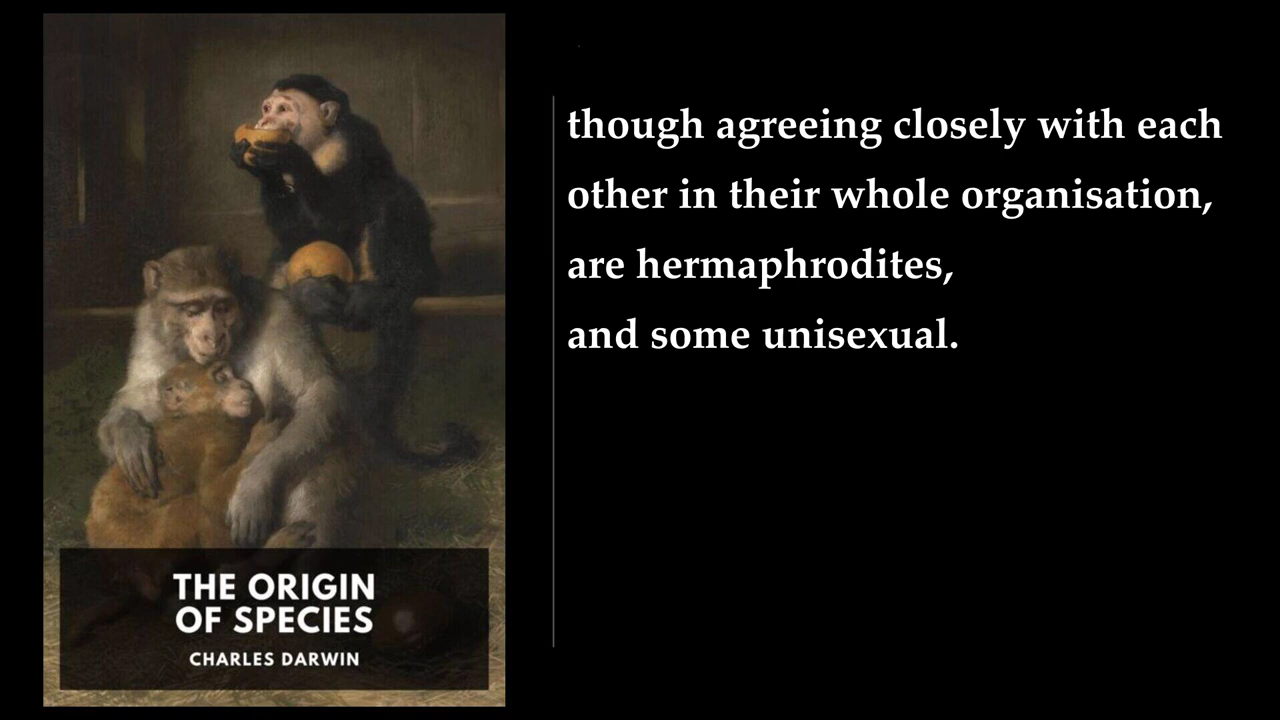 THE ORIGIN
OF SPECIES
CHARLES DARWIN
though agreeing closely with each
other in their whole organisation,
are hermaphrodites,
and some unisexual.